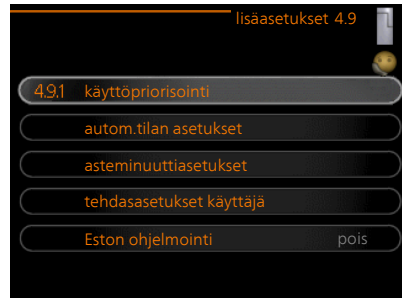 lisäasetukset 4.9
4.9.1 käyttöpriorisointi
autom.tilan asetukset
asteminuuttiasetukset
tehdasasetukset käyttäjä
Eston ohjelmointi pois